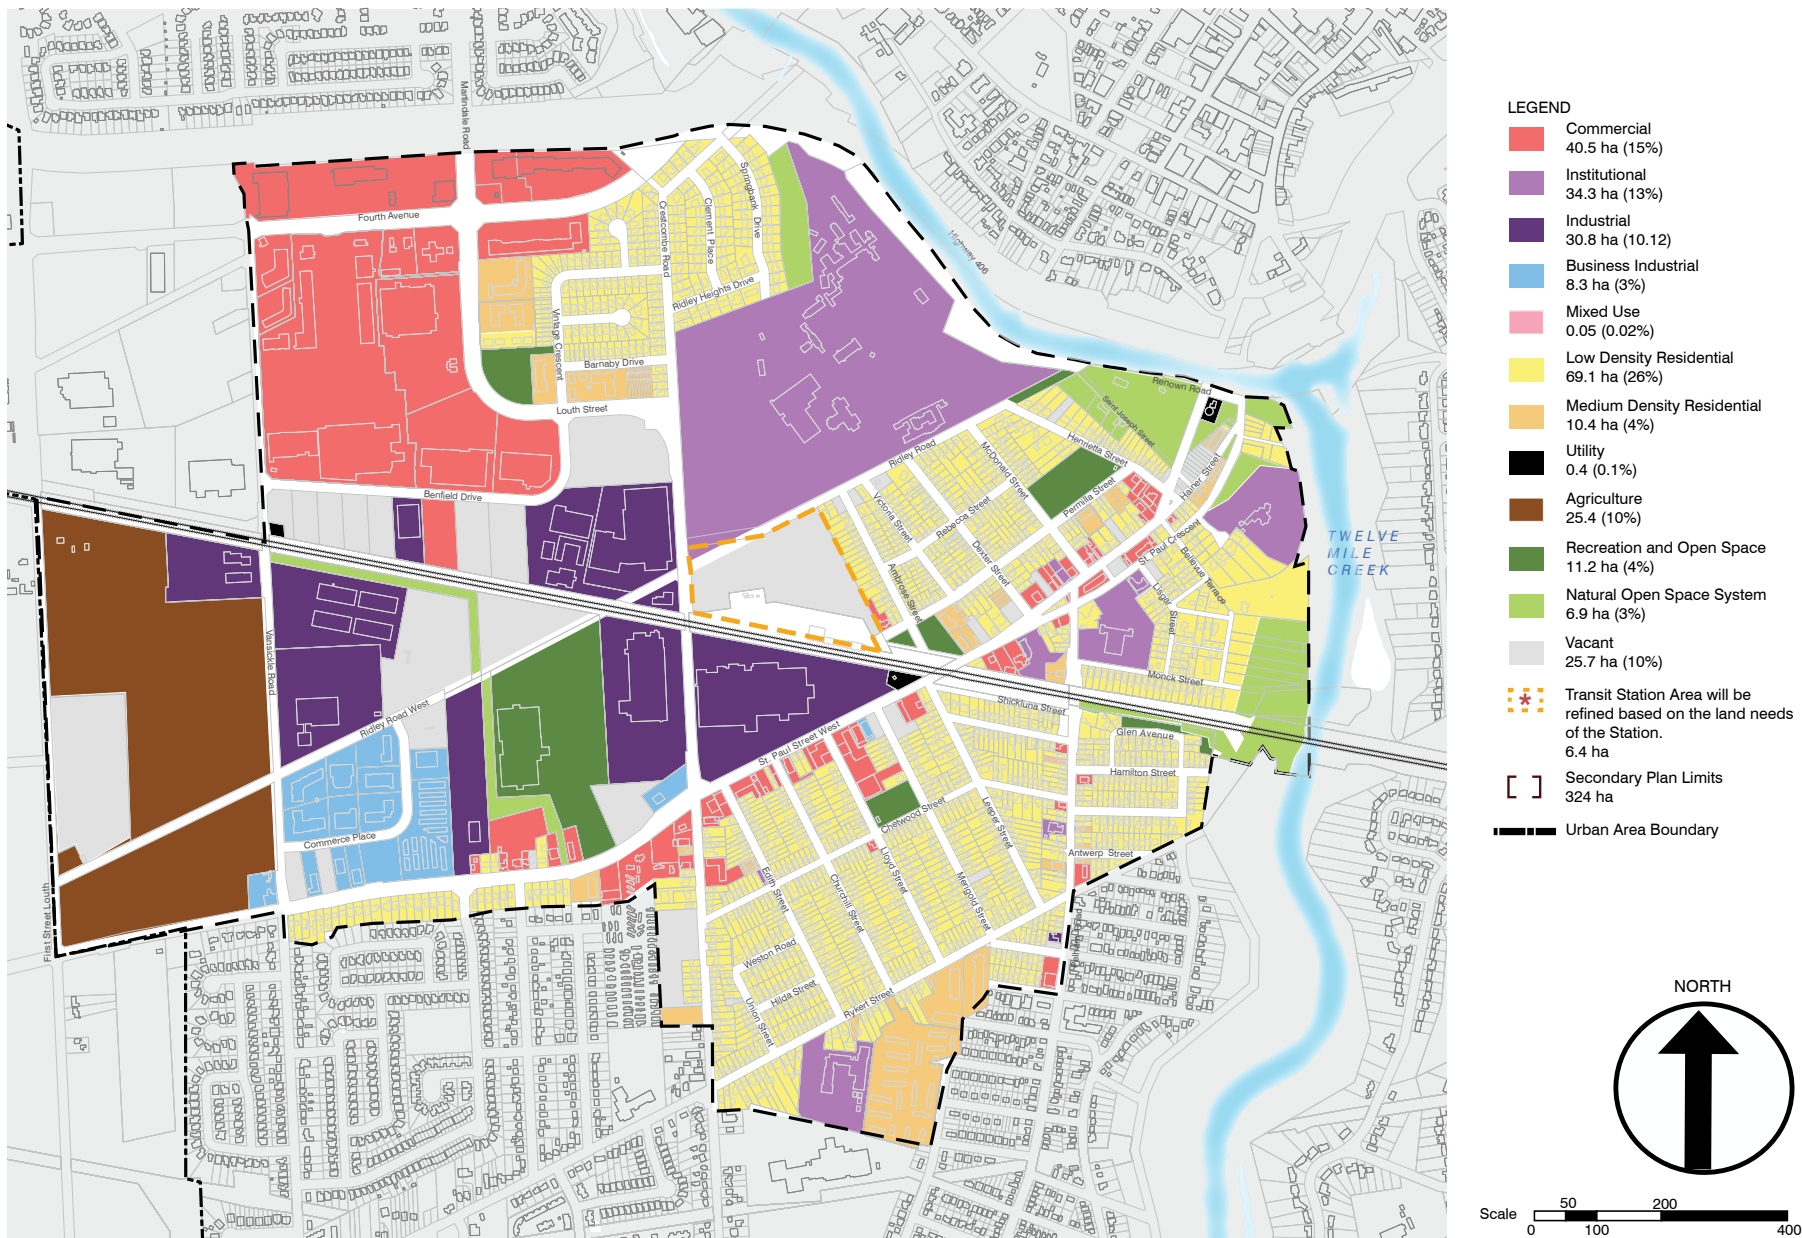 Martindale Road
Fourth Avenue
Crestcombe Road
Clement Place
Springbank Drive
Ridley Heights Drive
Vintage Crescent
Barnaby Drive
Louth Street
Benfield Drive
Highway 406
Renown Road
Saint Joseph Street
Henrietta Street
McDonald Street
Ridley Road
Permilla Street
Hainer Street
Victoria Street
Rebecca Street
Dexter Street
Ambrose Street
St. Paul Crescent
Bellevue Terrace
Lisgar Street
Monck Street
TWELVE
MILE
CREEK
Vansickle Road
Ridley Road West
St. Paul Street West
Shickluna Street
Glen Avenue
Hamilton Street
Commerce Place
Chetwood Street
Leeper Street
Antwerp Street
Lloyd Street
Edith Street
Churchill Street
Merigold Street
First Street Louth
Weston Road
Hilda Street
Union Street
Rykert Street
LEGEND
Commercial
40.5 ha (15%)
Institutional
34.3 ha (13%)
Industrial
30.8 ha (10.12)
Business Industrial
8.3 ha (3%)
Mixed Use
0.05 (0.02%)
Low Density Residential
69.1 ha (26%)
Medium Density Residential
10.4 ha (4%)
Utility
0.4 (0.1%)
Agriculture
25.4 (10%)
Recreation and Open Space
11.2 ha (4%)
Natural Open Space System
6.9 ha (3%)
Vacant
25.7 ha (10%)
Transit Station Area will be
refined based on the land needs
of the Station.
6.4 ha
Secondary Plan Limits
324 ha
Urban Area Boundary
NORTH
Scale
50 200
0 100 400